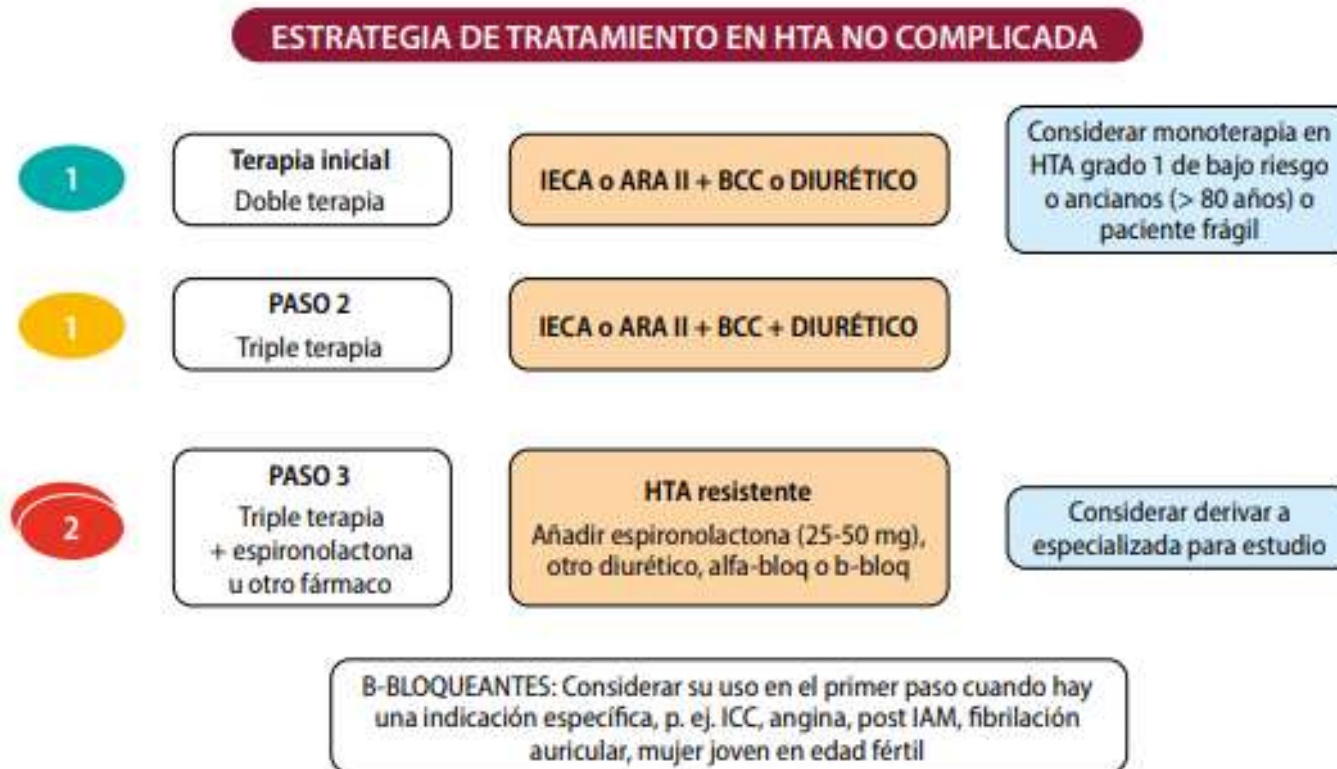 ESTRATEGIA DE TRATAMIENTO EN HTA NO COMPLICADA
1
Terapia inicial
Doble terapia
IECA o ARA II + BCC o DIURÉTICO
Considerar monoterapia en
HTA grado 1 de bajo riesgo
o ancianos (> 80 años) o
paciente frágil
1
PASO 2
Triple terapia
IECA o ARA II + BCC + DIURÉTICO
2
PASO 3
Triple terapia
+ espironolactona
u otro fármaco
HTA resistente
Añadir espironolactona (25-50 mg),
otro diurético, alfa-bloq o b-bloq
Considerar derivar a
especializada para estudio
B-BLOQUEANTES: Considerar su uso en el primer paso cuando hay
una indicación específica, p. ej. ICC, angina, post IAM, fibrilación
auricular, mujer joven en edad fértil